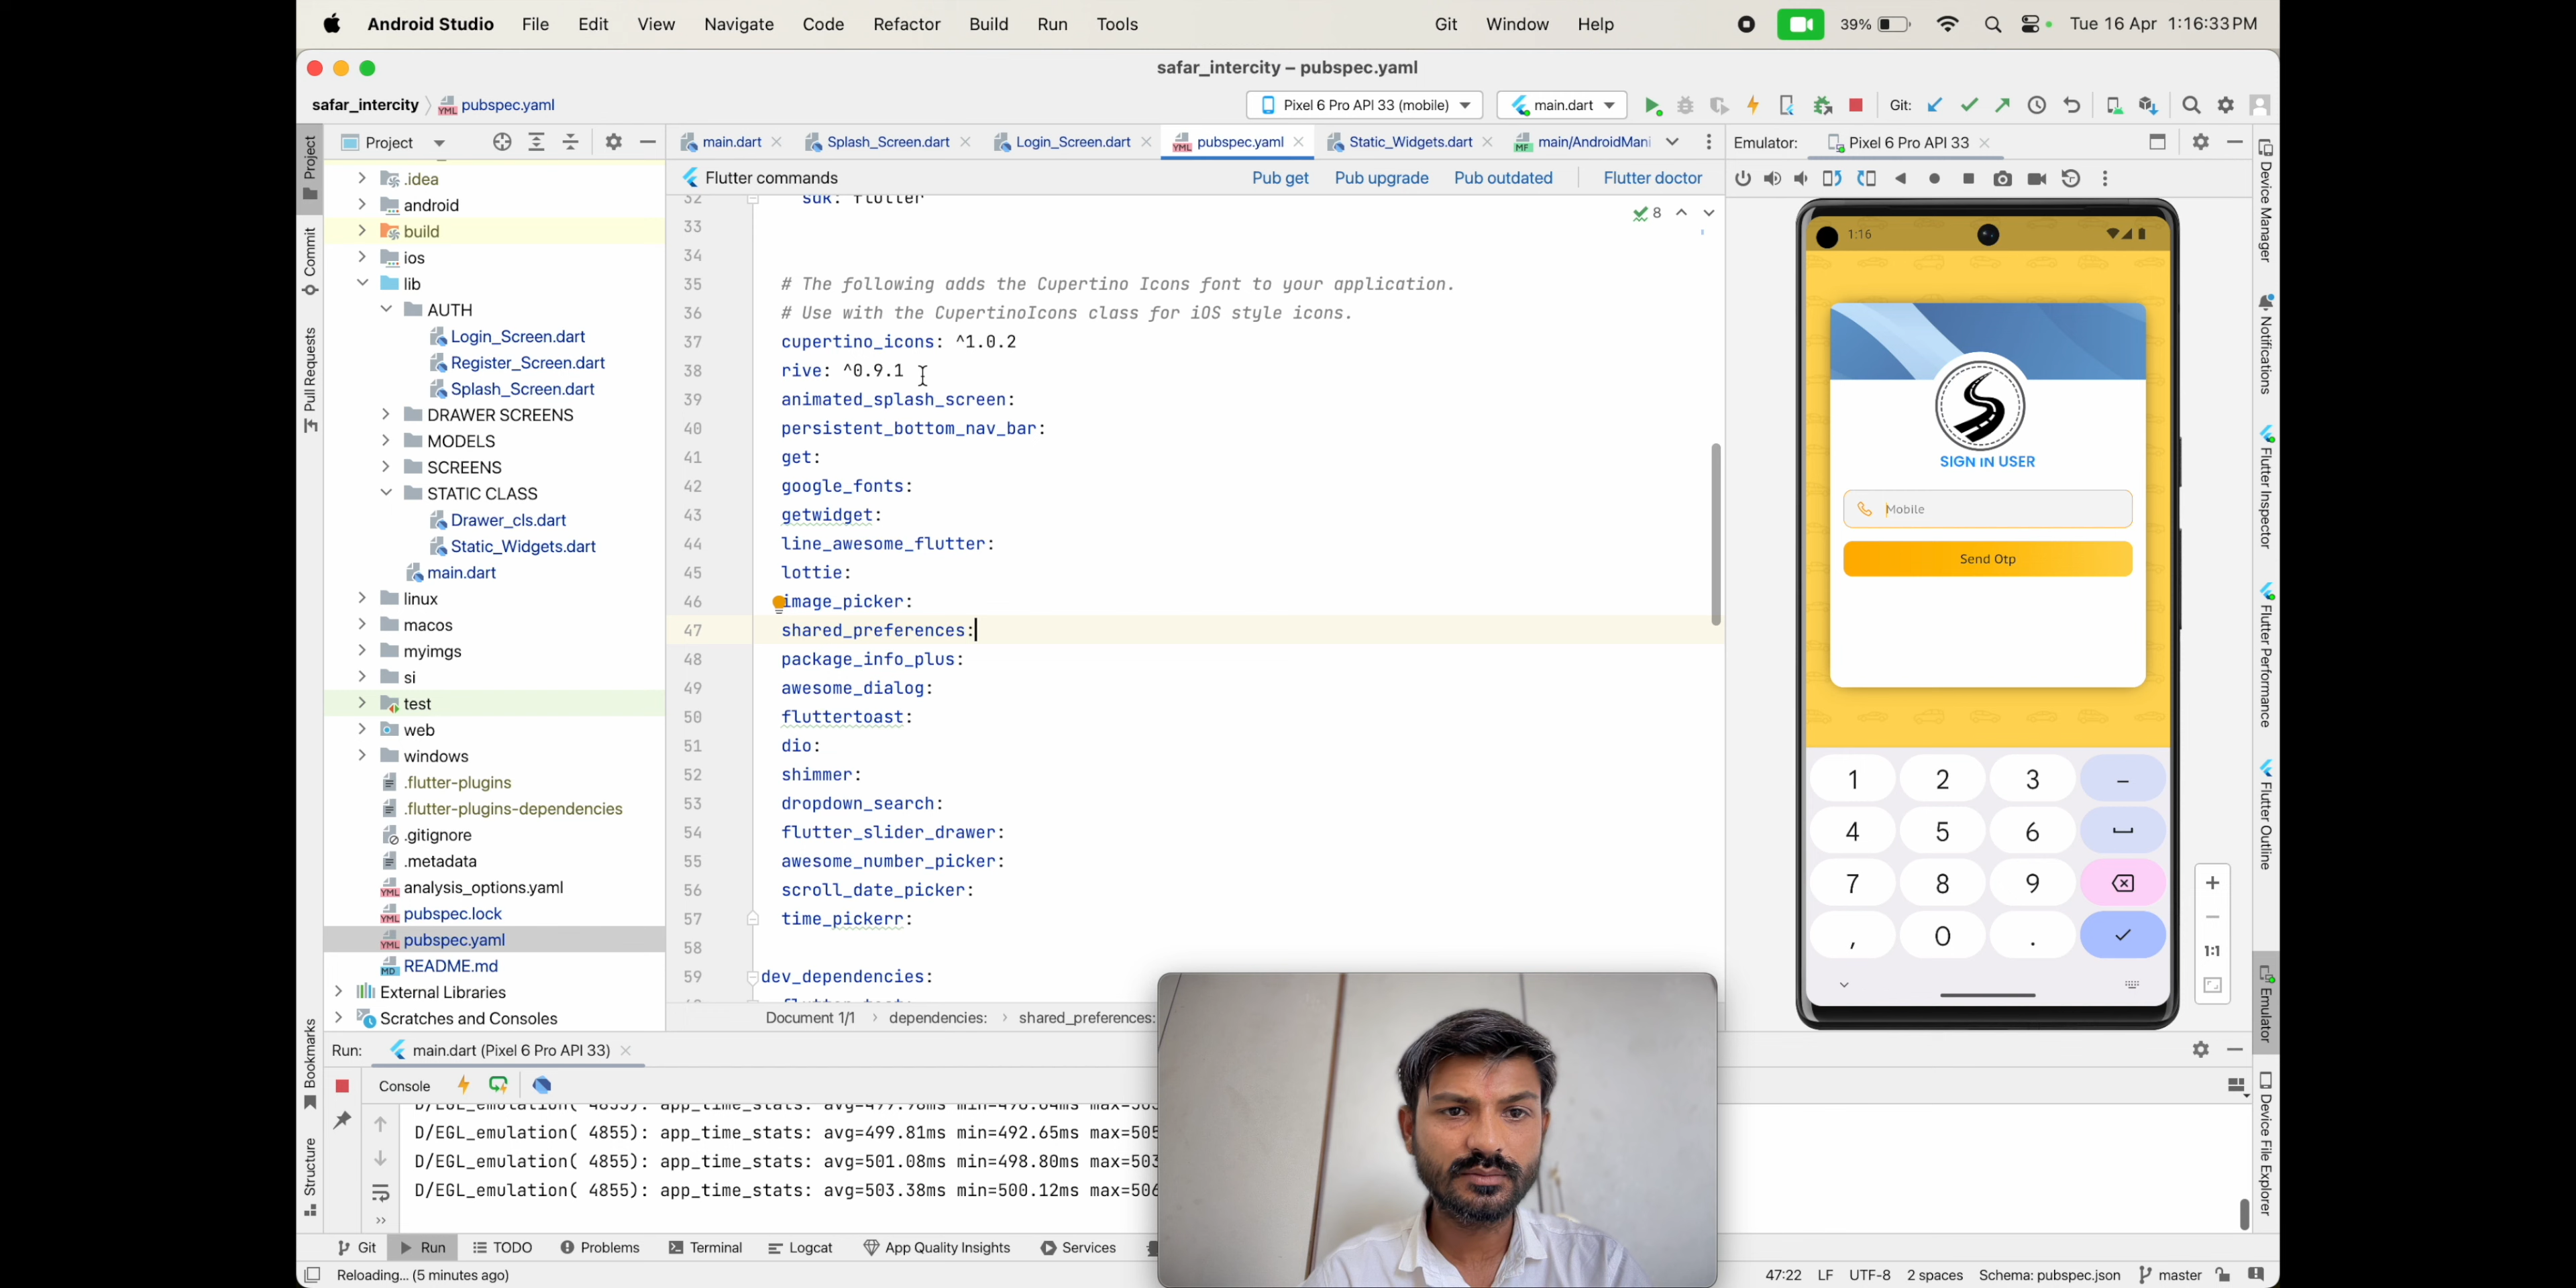 Android Studio File Edit View Navigate Code Refactor Build Run Tools Git Window Help 39% Tue 16 Apr 1:16:33 PM
safar_intercity – pubspec.yaml
safar_intercity pubspec.yaml Pixel 6 Pro API 33 (mobile) main.dart Git:
Project main.dart Splash_Screen.dart Login_Screen.dart pubspec.yaml Static_Widgets.dart main/AndroidMani Emulator: Pixel 6 Pro API 33
Flutter commands Pub get Pub upgrade Pub outdated Flutter doctor
Project
Commit
Pull Requests
Bookmarks
Structure
.idea
android
build
ios
lib
AUTH
Login_Screen.dart
Register_Screen.dart
Splash_Screen.dart
DRAWER SCREENS
MODELS
SCREENS
STATIC CLASS
Drawer_cls.dart
Static_Widgets.dart
main.dart
linux
macos
myimgs
si
test
web
windows
.flutter-plugins
.flutter-plugins-dependencies
.gitignore
.metadata
analysis_options.yaml
pubspec.lock
pubspec.yaml
README.md
External Libraries
Scratches and Consoles
8
32 flutter
33
34
35 # The following adds the Cupertino Icons font to your application.
36 # Use with the CupertinoIcons class for iOS style icons.
37 cupertino_icons: ^1.0.2
38 rive: ^0.9.1
39 animated_splash_screen:
40 persistent_bottom_nav_bar:
41 get:
42 google_fonts:
43 getwidget:
44 line_awesome_flutter:
45 lottie:
46 image_picker:
47 shared_preferences:
48 package_info_plus:
49 awesome_dialog:
50 fluttertoast:
51 dio:
52 shimmer:
53 dropdown_search:
54 flutter_slider_drawer:
55 awesome_number_picker:
56 scroll_date_picker:
57 time_pickerr:
58
59 dev_dependencies:
Document 1/1 dependencies: shared_preferences:
1:16
SIGN IN USER
Mobile
Send Otp
1 2 3 –
4 5 6
7 8 9
, 0 .
1:1
Device Manager
Notifications
Flutter Inspector
Flutter Performance
Flutter Outline
Emulator
Device File Explorer
Run: main.dart (Pixel 6 Pro API 33)
Console
D/EGL_emulation( 4855): app_time_stats: avg=499.81ms min=492.65ms max=505
D/EGL_emulation( 4855): app_time_stats: avg=501.08ms min=498.80ms max=503
D/EGL_emulation( 4855): app_time_stats: avg=503.38ms min=500.12ms max=506
Git Run TODO Problems Terminal Logcat App Quality Insights Services
Reloading... (5 minutes ago) 47:22 LF UTF-8 2 spaces Schema: pubspec.json master